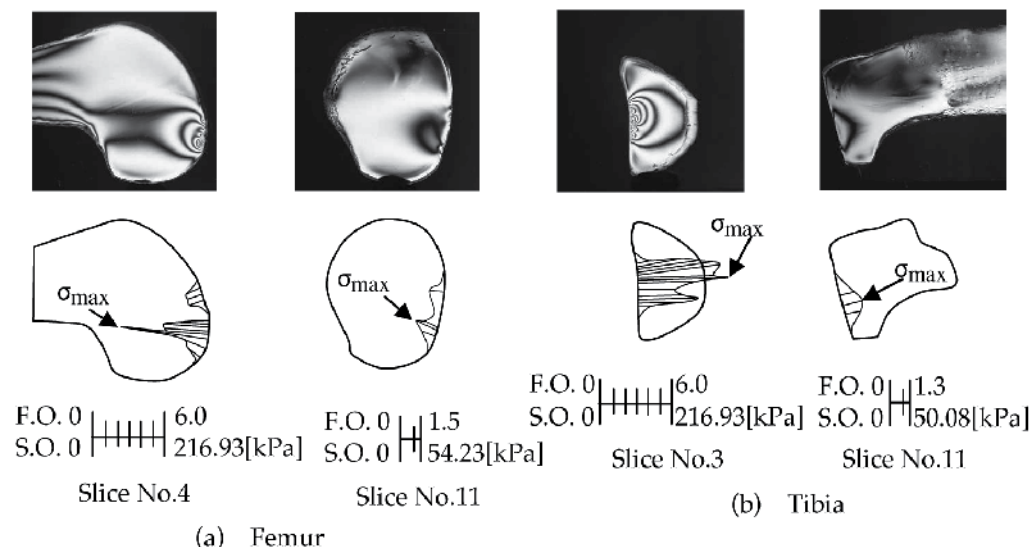 σmax
σmax
σmax
σmax
F.O. 0 6.0
S.O. 0 216.93[kPa]
Slice No.4
F.O. 0 1.5
S.O. 0 54.23[kPa]
Slice No.11
(a) Femur
F.O. 0 6.0
S.O. 0 216.93[kPa]
Slice No.3
F.O. 0 1.3
S.O. 0 50.08[kPa]
Slice No.11
(b) Tibia